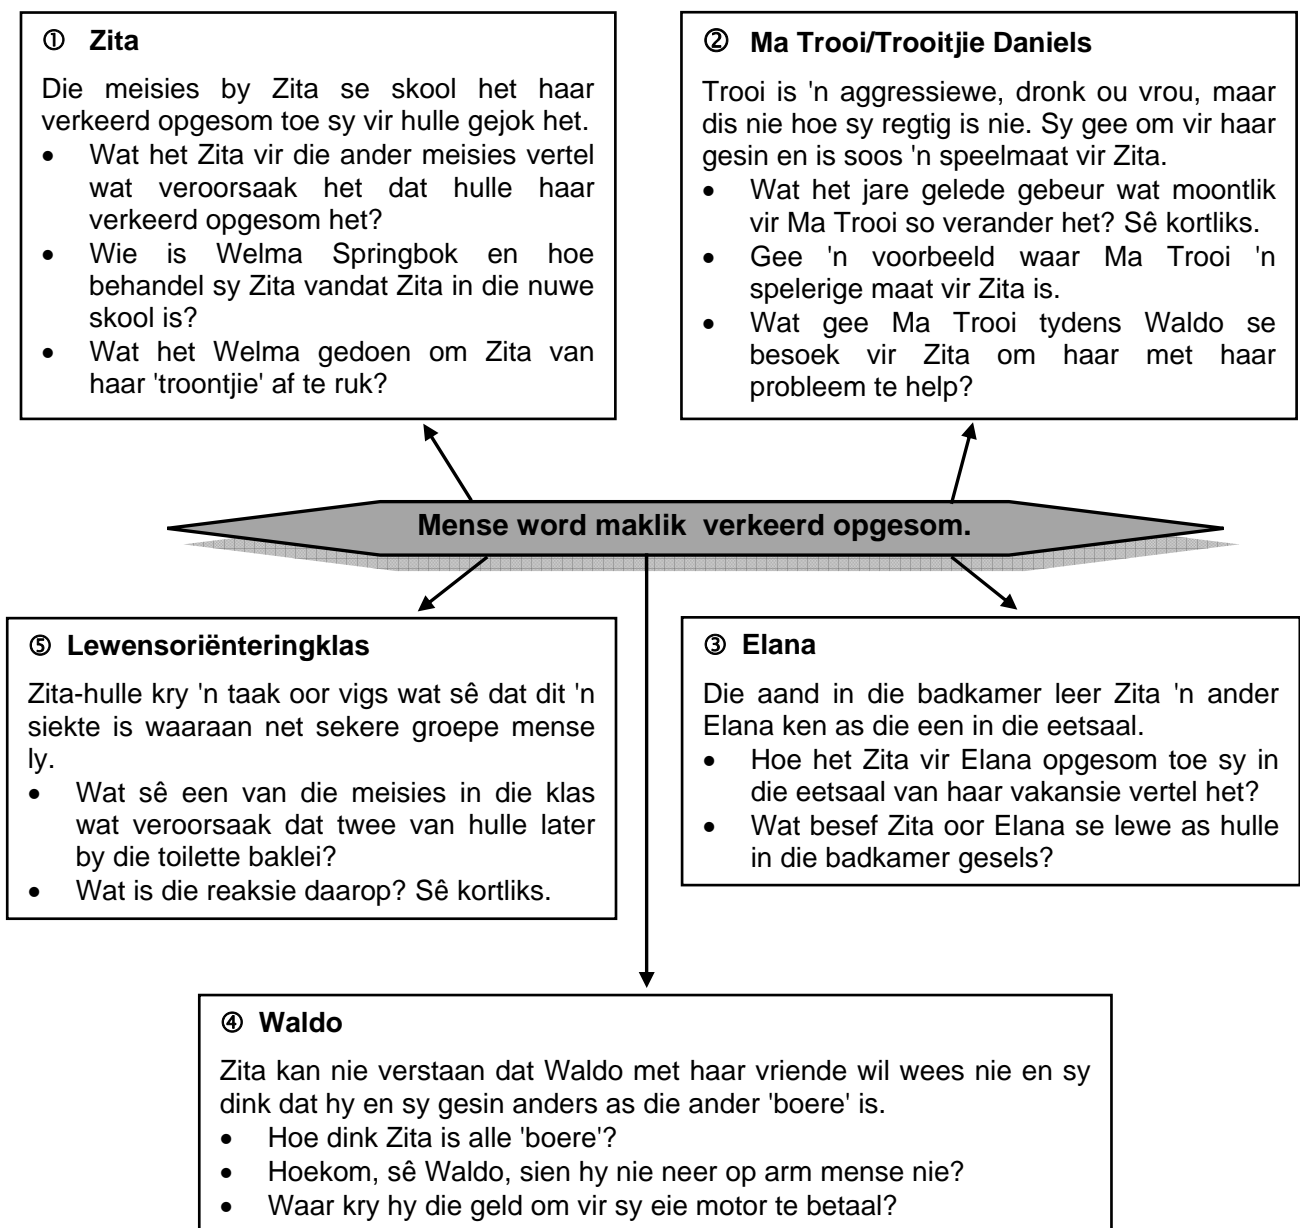 ① Zita
Die meisies by Zita se skool het haar
verkeerd opgesom toe sy vir hulle gejok het.
• Wat het Zita vir die ander meisies vertel
wat veroorsaak het dat hulle haar
verkeerd opgesom het?
• Wie is Welma Springbok en hoe
behandel sy Zita vandat Zita in die nuwe
skool is?
• Wat het Welma gedoen om Zita van
haar 'troontjie' af te ruk?
② Ma Trooi/Trooitjie Daniels
Trooi is 'n aggressiewe, dronk ou vrou, maar
dis nie hoe sy regtig is nie. Sy gee om vir haar
gesin en is soos 'n speelmaat vir Zita.
• Wat het jare gelede gebeur wat moontlik
vir Ma Trooi so verander het? Sê kortliks.
• Gee 'n voorbeeld waar Ma Trooi 'n
spelerige maat vir Zita is.
• Wat gee Ma Trooi tydens Waldo se
besoek vir Zita om haar met haar
probleem te help?
Mense word maklik verkeerd opgesom.
⑤ Lewensoriënteringklas
Zita-hulle kry 'n taak oor vigs wat sê dat dit 'n
siekte is waaraan net sekere groepe mense
ly.
• Wat sê een van die meisies in die klas
wat veroorsaak dat twee van hulle later
by die toilette baklei?
• Wat is die reaksie daarop? Sê kortliks.
③ Elana
Die aand in die badkamer leer Zita 'n ander
Elana ken as die een in die eetsaal.
• Hoe het Zita vir Elana opgesom toe sy in
die eetsaal van haar vakansie vertel het?
• Wat besef Zita oor Elana se lewe as hulle
in die badkamer gesels?
④ Waldo
Zita kan nie verstaan dat Waldo met haar vriende wil wees nie en sy
dink dat hy en sy gesin anders as die ander 'boere' is.
• Hoe dink Zita is alle 'boere'?
• Hoekom, sê Waldo, sien hy nie neer op arm mense nie?
• Waar kry hy die geld om vir sy eie motor te betaal?